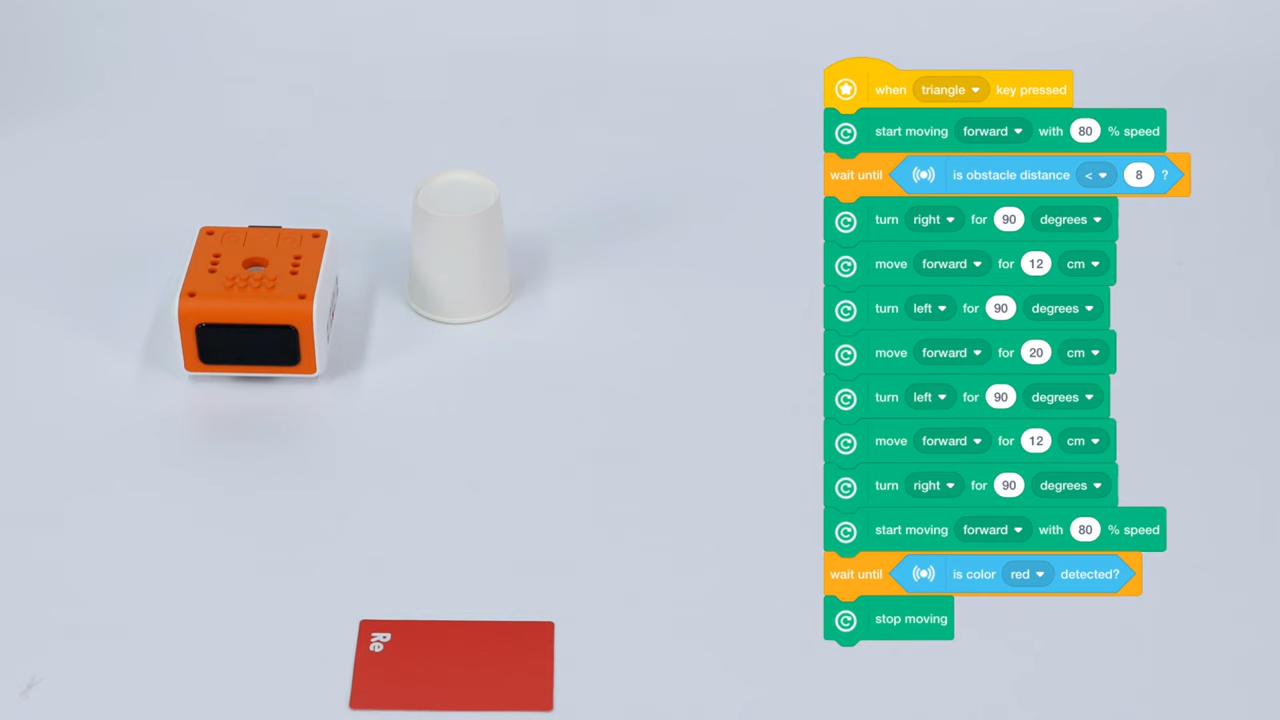 when triangle key pressed
start moving forward with 80 % speed
wait until is obstacle distance < 8 ?
turn right for 90 degrees
move forward for 12 cm
turn left for 90 degrees
move forward for 20 cm
turn left for 90 degrees
move forward for 12 cm
turn right for 90 degrees
start moving forward with 80 % speed
wait until is color red detected?
stop moving
Re